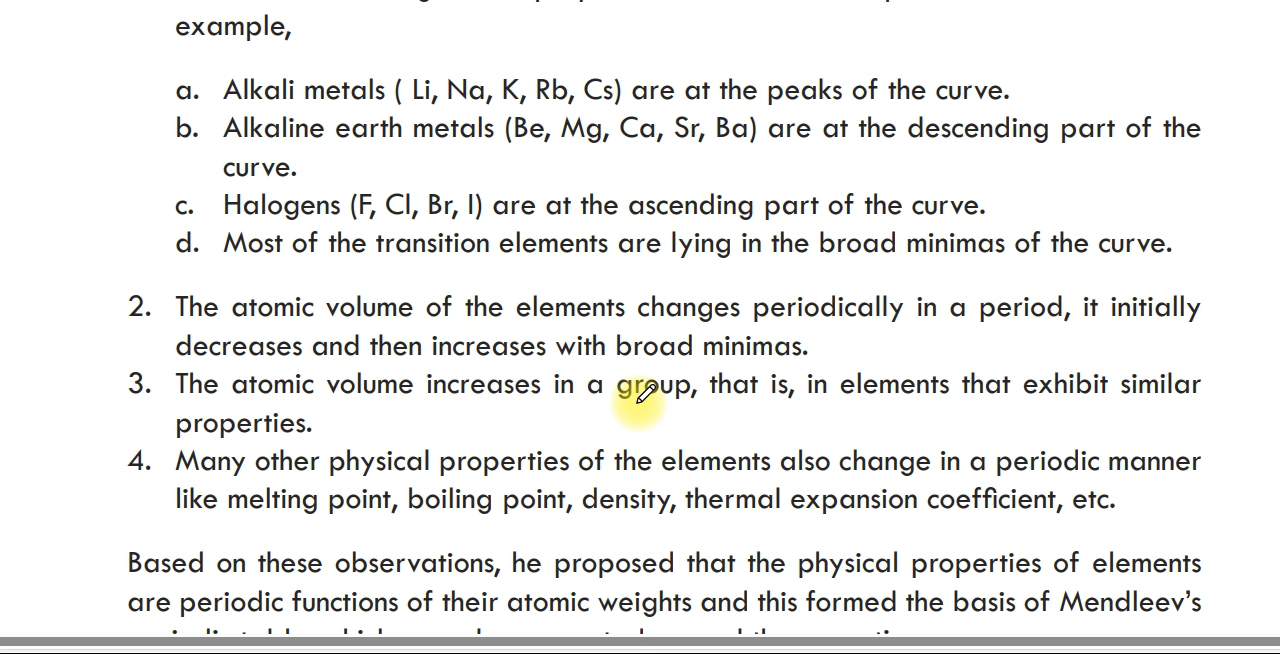 example,
a. Alkali metals ( Li, Na, K, Rb, Cs) are at the peaks of the curve.
b. Alkaline earth metals (Be, Mg, Ca, Sr, Ba) are at the descending part of the
curve.
c. Halogens (F, Cl, Br, I) are at the ascending part of the curve.
d. Most of the transition elements are lying in the broad minimas of the curve.
2. The atomic volume of the elements changes periodically in a period, it initially
decreases and then increases with broad minimas.
3. The atomic volume increases in a group, that is, in elements that exhibit similar
properties.
4. Many other physical properties of the elements also change in a periodic manner
like melting point, boiling point, density, thermal expansion coefficient, etc.
Based on these observations, he proposed that the physical properties of elements
are periodic functions of their atomic weights and this formed the basis of Mendleev’s